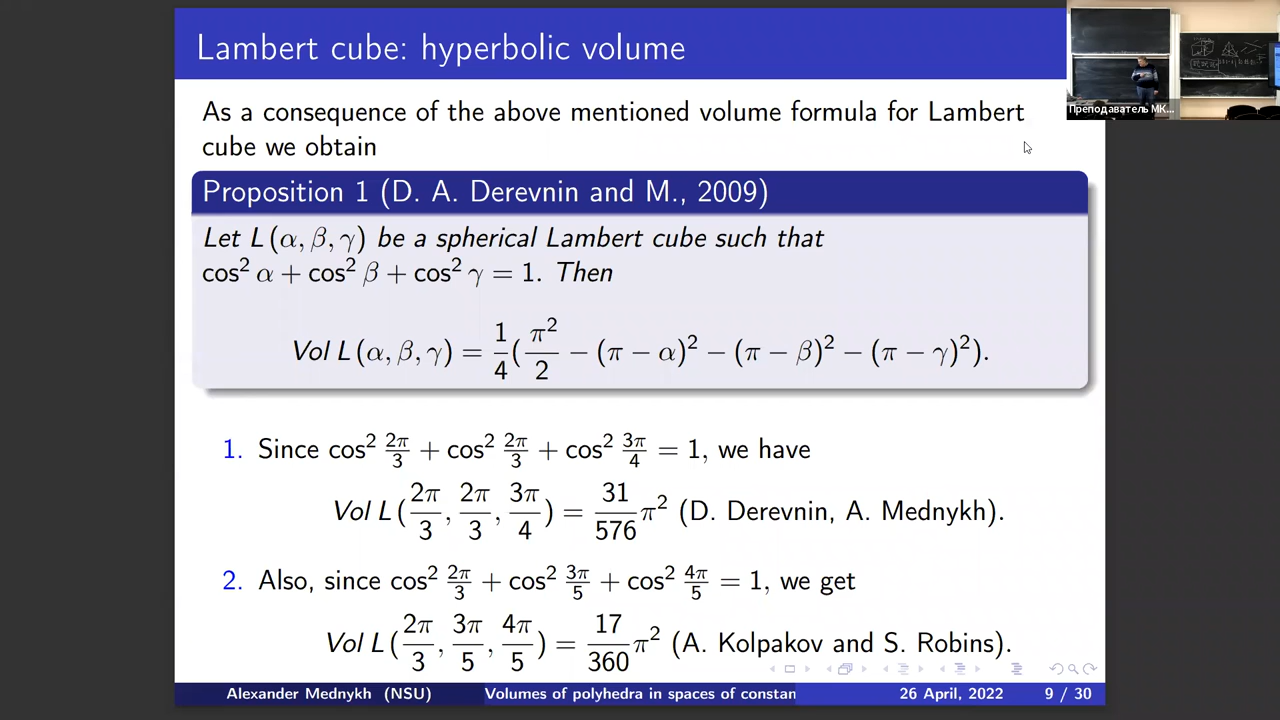 Lambert cube: hyperbolic volume
Преподаватель МК...
As a consequence of the above mentioned volume formula for Lambert
cube we obtain
Proposition 1 (D. A. Derevnin and M., 2009)
Let L(α, β, γ) be a spherical Lambert cube such that
cos² α + cos² β + cos² γ = 1. Then
Vol L(α, β, γ) = 1/4(π²/2 − (π − α)² − (π − β)² − (π − γ)²).
1. Since cos² 2π/3 + cos² 2π/3 + cos² 3π/4 = 1, we have
Vol L(2π/3, 2π/3, 3π/4) = 31/576 π² (D. Derevnin, A. Mednykh).
2. Also, since cos² 2π/3 + cos² 3π/5 + cos² 4π/5 = 1, we get
Vol L(2π/3, 3π/5, 4π/5) = 17/360 π² (A. Kolpakov and S. Robins).
Alexander Mednykh (NSU) Volumes of polyhedra in spaces of constan 26 April, 2022 9 / 30